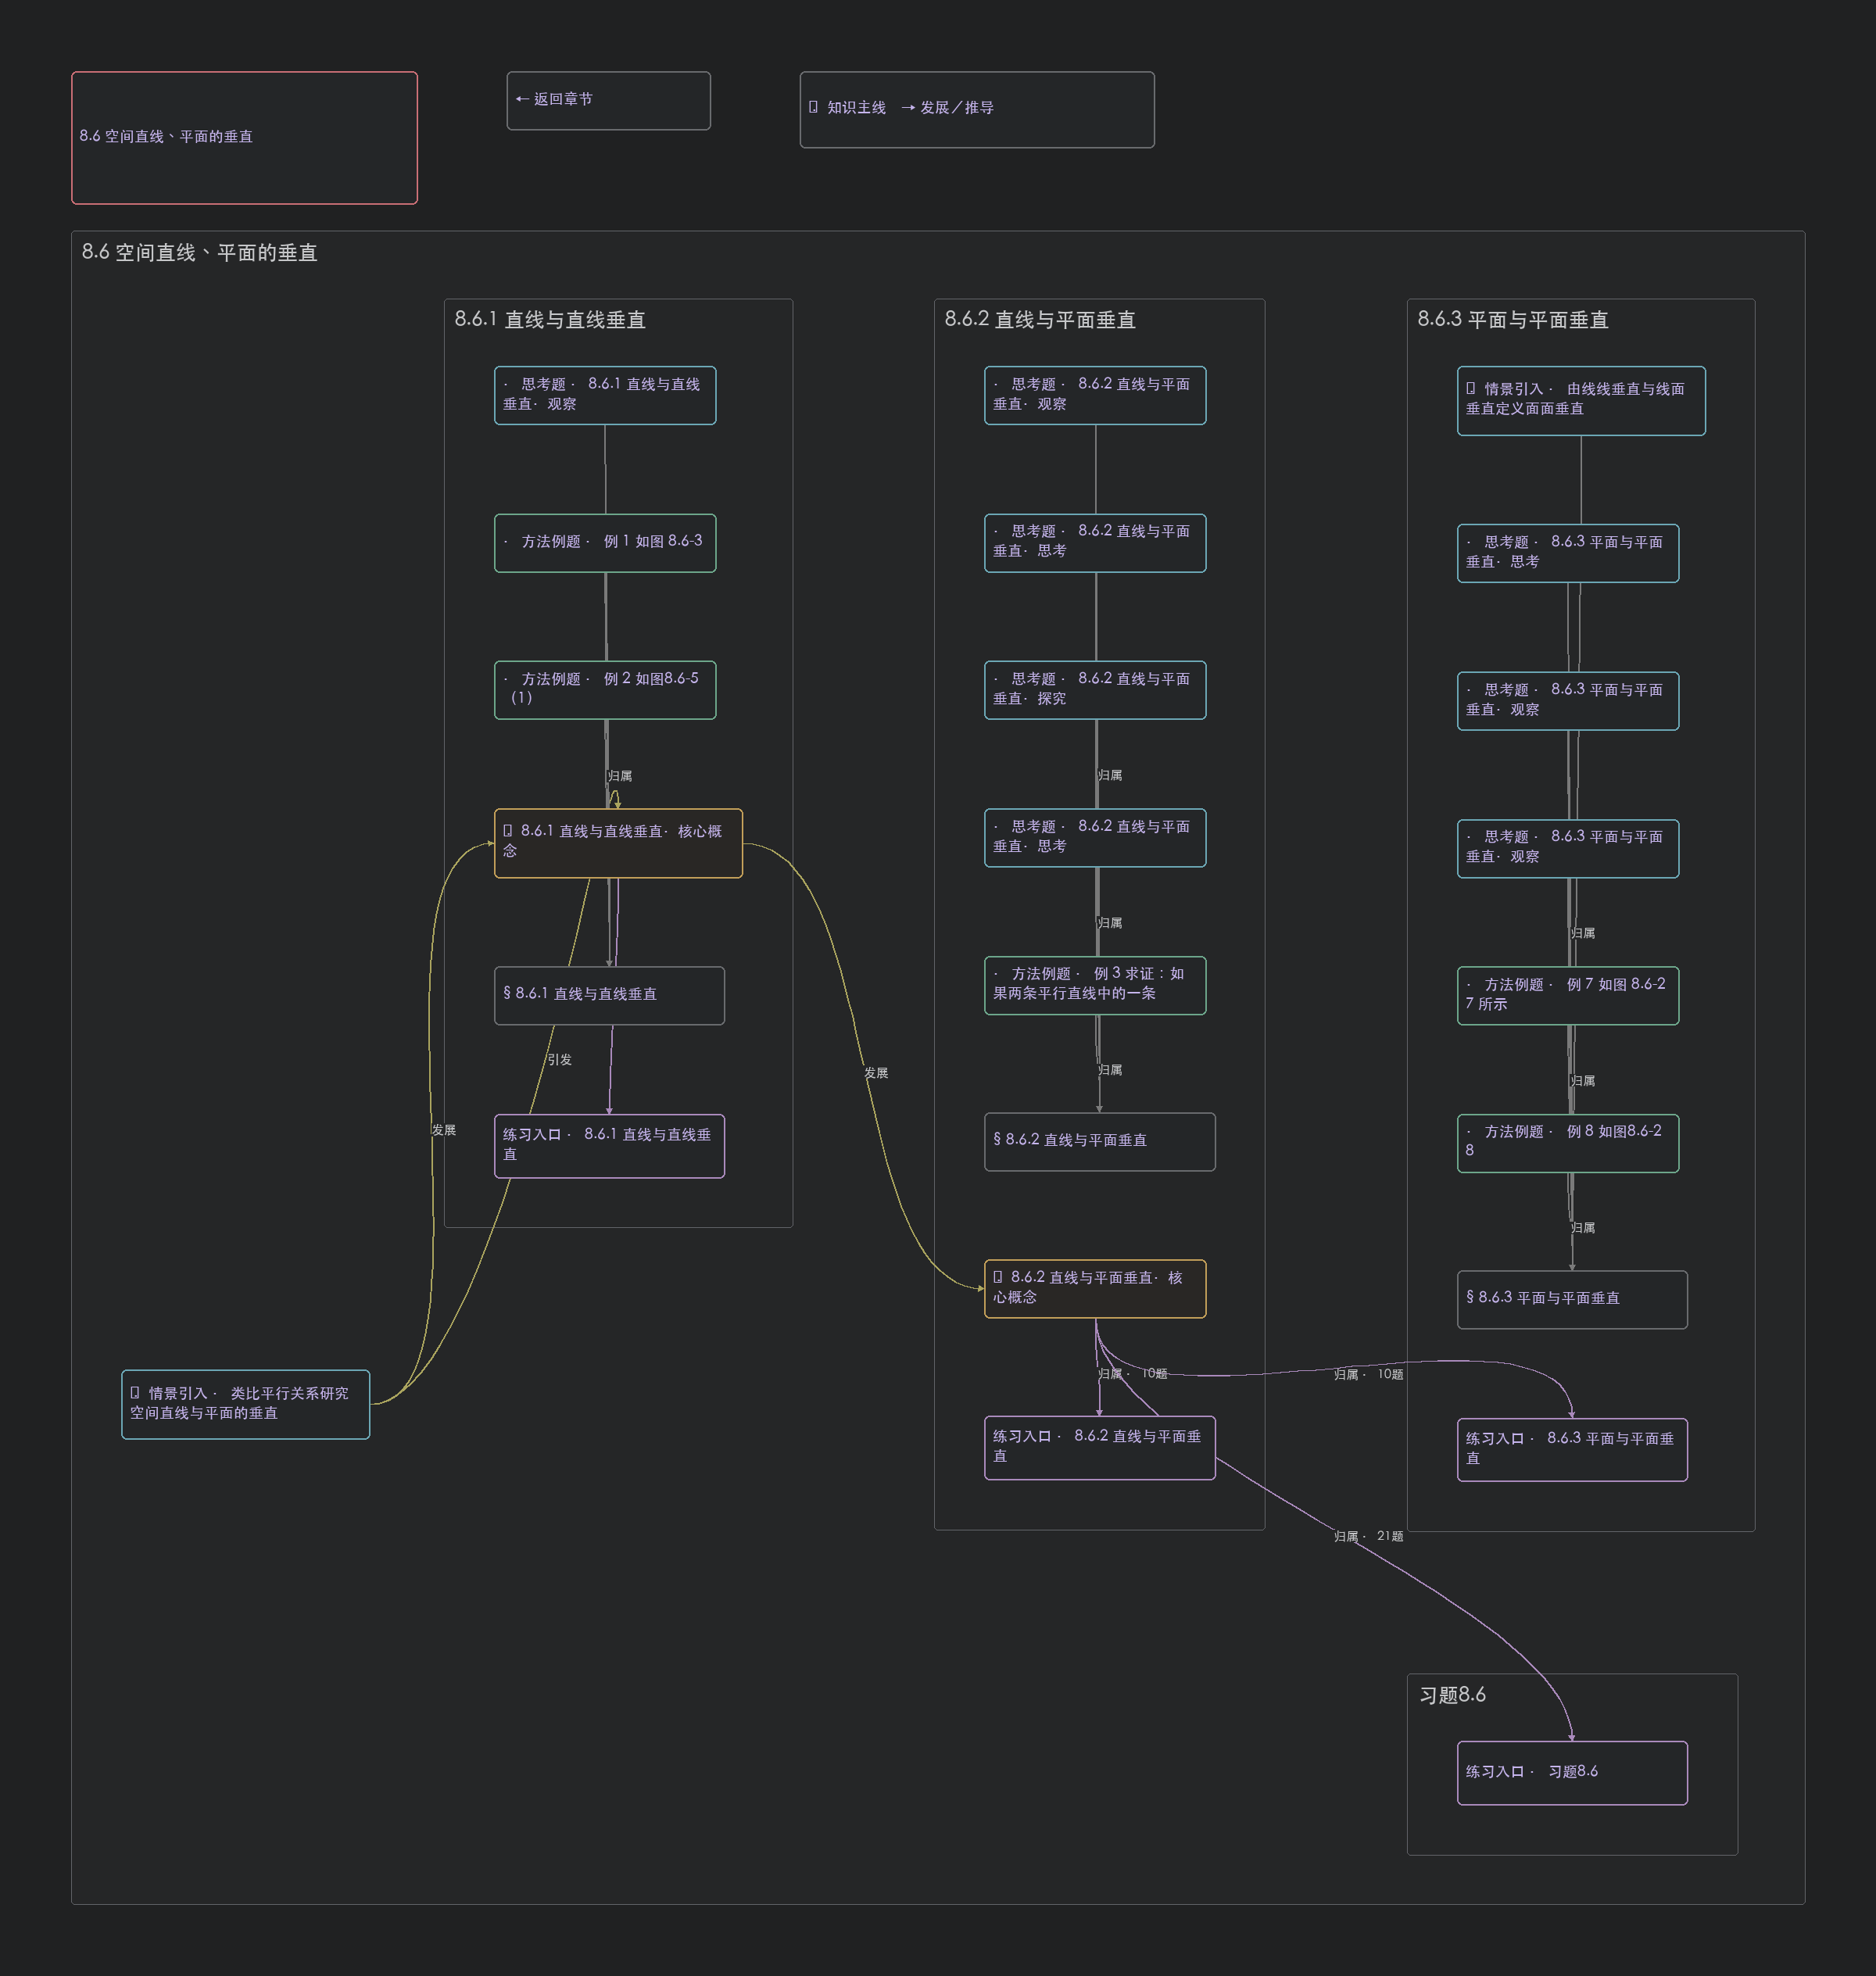 8.6 空间直线、平面的垂直
← 返回章节
知识主线 → 发展／推导
8.6 空间直线、平面的垂直
8.6.1 直线与直线垂直
· 思考题 · 8.6.1 直线与直线
垂直 · 观察
· 方法例题 · 例 1 如图 8.6-3
· 方法例题 · 例 2 如图8.6-5
(1)
归属
8.6.1 直线与直线垂直 · 核心概
念
§ 8.6.1 直线与直线垂直
引发
发展
练习入口 · 8.6.1 直线与直线垂
直
情景引入 · 类比平行关系研究
空间直线与平面的垂直
发展
8.6.2 直线与平面垂直
· 思考题 · 8.6.2 直线与平面
垂直 · 观察
· 思考题 · 8.6.2 直线与平面
垂直 · 思考
· 思考题 · 8.6.2 直线与平面
垂直 · 探究
归属
· 思考题 · 8.6.2 直线与平面
垂直 · 思考
归属
· 方法例题 · 例 3 求证：如
果两条平行直线中的一条
归属
§ 8.6.2 直线与平面垂直
8.6.2 直线与平面垂直 · 核
心概念
归属 · 10题
练习入口 · 8.6.2 直线与平面垂
直
8.6.3 平面与平面垂直
情景引入 · 由线线垂直与线面
垂直定义面面垂直
· 思考题 · 8.6.3 平面与平面
垂直 · 思考
· 思考题 · 8.6.3 平面与平面
垂直 · 观察
· 思考题 · 8.6.3 平面与平面
垂直 · 观察
归属
· 方法例题 · 例 7 如图 8.6-2
7 所示
归属
· 方法例题 · 例 8 如图8.6-2
8
归属
§ 8.6.3 平面与平面垂直
归属 · 10题
练习入口 · 8.6.3 平面与平面垂
直
归属 · 21题
习题8.6
练习入口 · 习题8.6